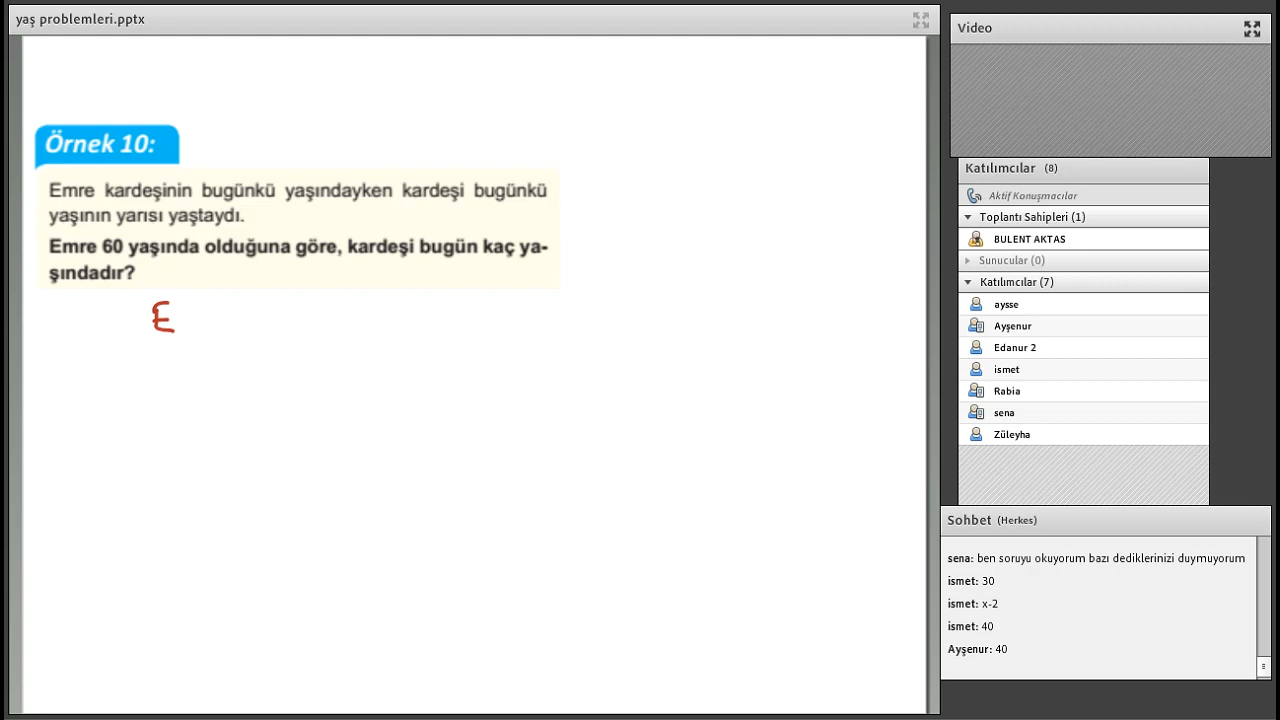 yaş problemleri.pptx
Örnek 10:
Emre kardeşinin bugünkü yaşındayken kardeşi bugünkü
yaşının yarısı yaştaydı.
Emre 60 yaşında olduğuna göre, kardeşi bugün kaç ya-
şındadır?
E
Video
Katılımcılar (8)
Aktif Konuşmacılar
Toplantı Sahipleri (1)
BULENT AKTAS
Sunucular (0)
Katılımcılar (7)
aysse
Ayşenur
Edanur 2
ismet
Rabia
sena
Züleyha
Sohbet (Herkes)
sena: ben soruyu okuyorum bazı dediklerinizi duymuyorum
ismet: 30
ismet: x-2
ismet: 40
Ayşenur: 40